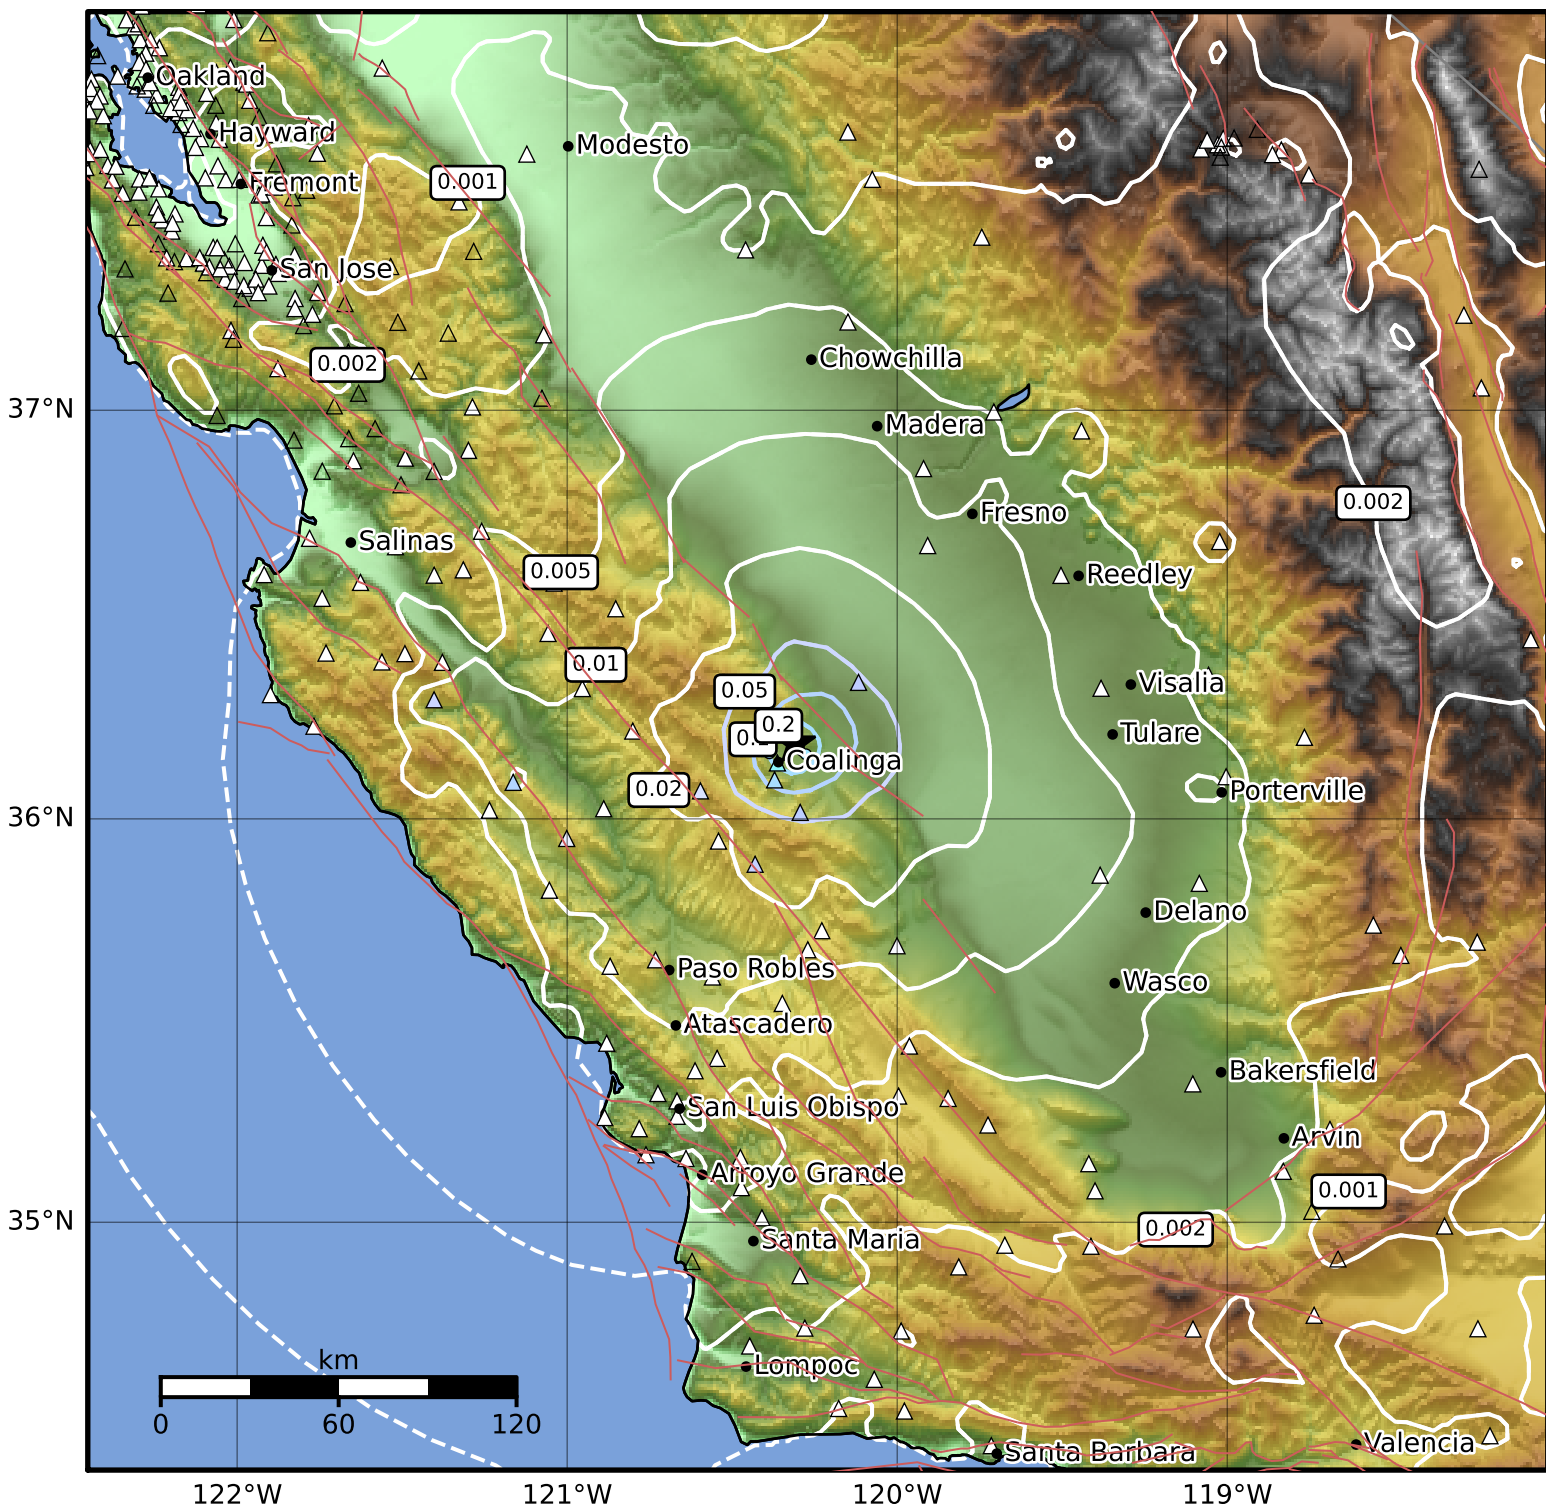 Oakland
Hayward
Modesto
0.001
Fremont
San Jose
Chowchilla
0.002
37°N
Madera
0.002
Fresno
Salinas
0.005
Reedley
0.01
Visalia
0.05
0.2
Tulare
Coalinga
0.02
Porterville
36°N
Delano
Paso Robles
Wasco
Atascadero
Bakersfield
San Luis Obispo
Arvin
Arroyo Grande
0.001
35°N
0.002
Santa Maria
km
Lompoc
0 60 120
Valencia
Santa Barbara
122°W 121°W 120°W 119°W